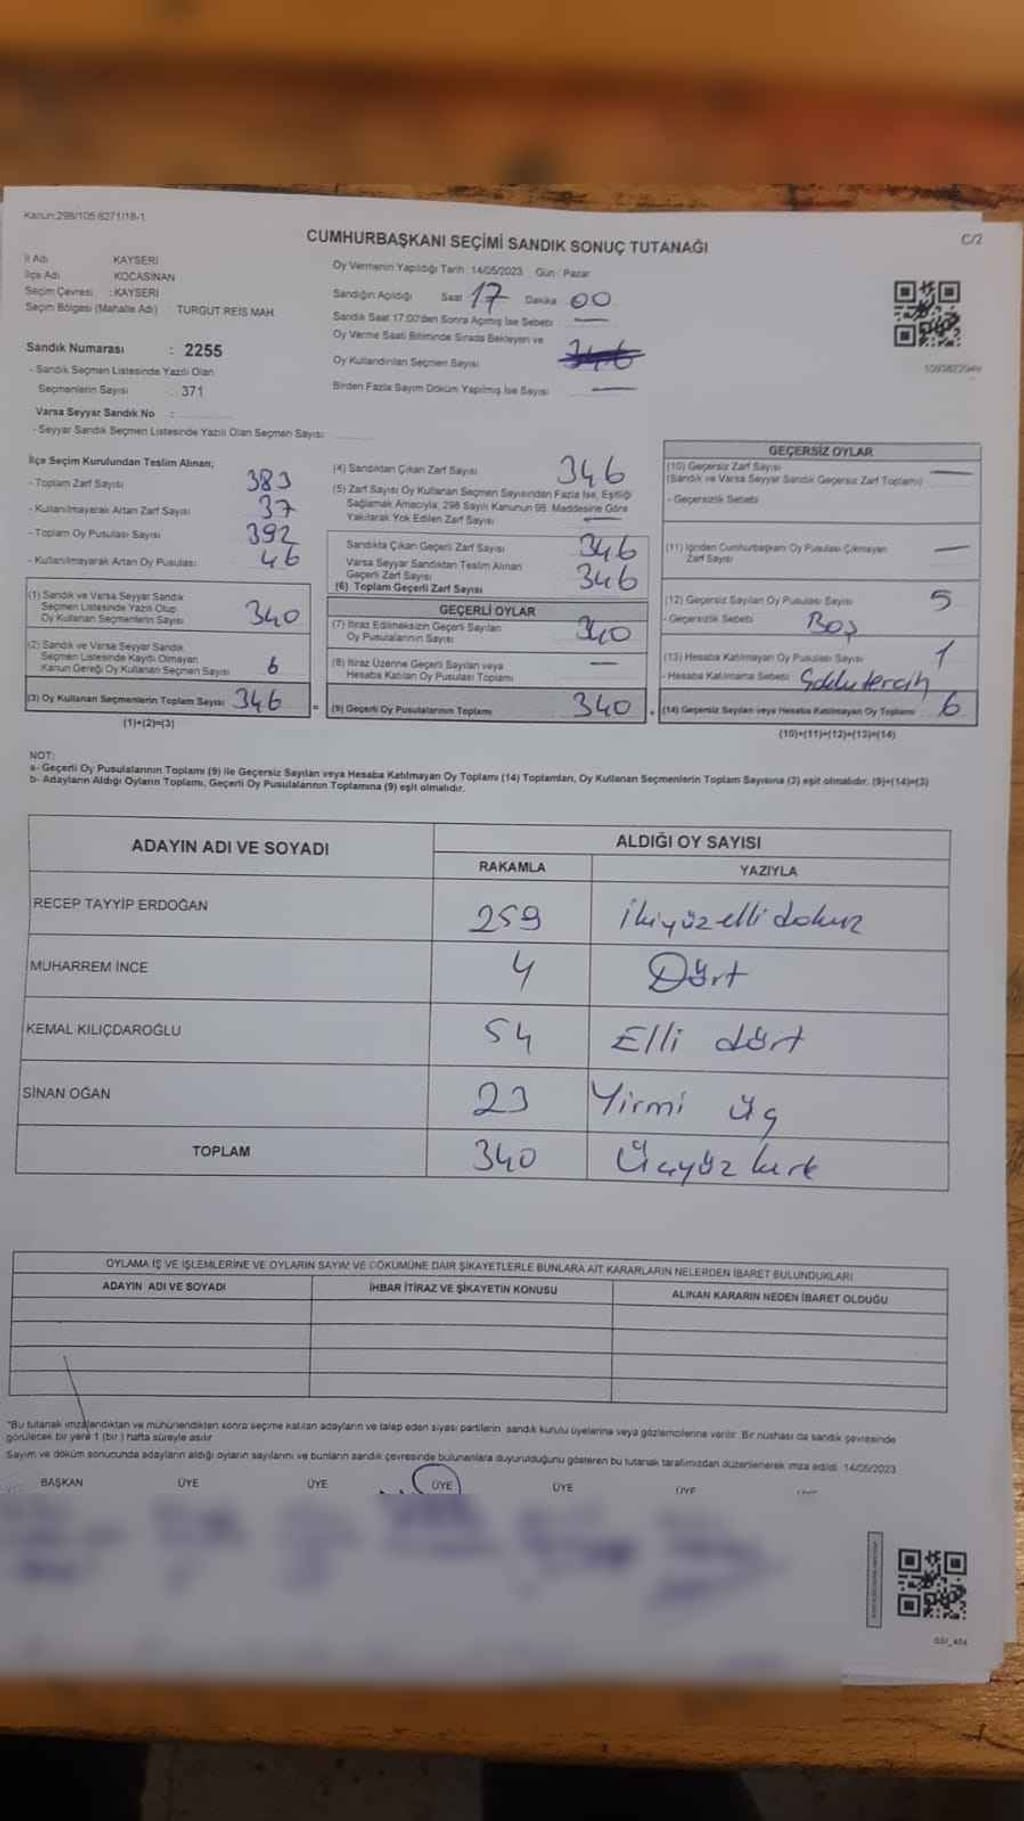 Kanun:298/105 6271/18-1
C/2
CUMHURBAŞKANI SEÇİMİ SANDIK SONUÇ TUTANAĞI
İl Adı KAYSERİ
İlçe Adı KOCASİNAN
Seçim Çevresi : KAYSERİ
Seçim Bölgesi (Mahalle Adı) TURGUT REİS MAH.
Oy Vermenin Yapıldığı Tarih : 14/05/2023 Gün : Pazar
Sandığın Açıldığı Saat 17 Dakika 00
Sandık Saat 17:00'den Sonra Açılmış İse Sebebi —
Oy Verme Saati Bitiminde Sırada Bekleyen ve
Oy Kullandırılan Seçmen Sayısı 346
Birden Fazla Sayım Döküm Yapılmış İse Sayısı —
Sandık Numarası : 2255
- Sandık Seçmen Listesinde Yazılı Olan
Seçmenlerin Sayısı 371
Varsa Seyyar Sandık No :
- Seyyar Sandık Seçmen Listesinde Yazılı Olan Seçmen Sayısı
İlçe Seçim Kurulundan Teslim Alınan;
- Toplam Zarf Sayısı 383
- Kullanılmayarak Artan Zarf Sayısı 37
- Toplam Oy Pusulası Sayısı 392
- Kullanılmayarak Artan Oy Pusulası 46
(1) Sandık ve Varsa Seyyar Sandık
Seçmen Listesinde Yazılı Olup
Oy Kullanan Seçmenlerin Sayısı 340
(2) Sandık ve Varsa Seyyar Sandık
Seçmen Listesinde Kayıtlı Olmayan
Kanun Gereği Oy Kullanan Seçmen Sayısı 6
(3) Oy Kullanan Seçmenlerin Toplam Sayısı 346
(1)+(2)=(3)
(4) Sandıktan Çıkan Zarf Sayısı 346
(5) Zarf Sayısı Oy Kullanan Seçmen Sayısından Fazla İse, Eşitliği
Sağlamak Amacıyla, 298 Sayılı Kanunun 98. Maddesine Göre
Yakılarak Yok Edilen Zarf Sayısı —
Sandıkta Çıkan Geçerli Zarf Sayısı 346
Varsa Seyyar Sandıktan Teslim Alınan
Geçerli Zarf Sayısı
(6) Toplam Geçerli Zarf Sayısı 346
GEÇERLİ OYLAR
(7) İtiraz Edilmeksizin Geçerli Sayılan
Oy Pusulalarının Sayısı 340
(8) İtiraz Üzerine Geçerli Sayılan veya
Hesaba Katılan Oy Pusulası Toplamı —
= (9) Geçerli Oy Pusulalarının Toplamı 340
GEÇERSİZ OYLAR
(10) Geçersiz Zarf Sayısı —
(Sandık ve Varsa Seyyar Sandık Geçersiz Zarf Toplamı)
- Geçersizlik Sebebi
(11) İçinden Cumhurbaşkanı Oy Pusulası Çıkmayan
Zarf Sayısı —
(12) Geçersiz Sayılan Oy Pusulası Sayısı 5
- Geçersizlik Sebebi Boş
(13) Hesaba Katılmayan Oy Pusulası Sayısı 1
- Hesaba Katılmama Sebebi tercih
+ (14) Geçersiz Sayılan veya Hesaba Katılmayan Oy Toplamı 6
(10)+(11)+(12)+(13)=(14)
NOT:
a- Geçerli Oy Pusulalarının Toplamı (9) ile Geçersiz Sayılan veya Hesaba Katılmayan Oy Toplamı (14) Toplamları, Oy Kullanan Seçmenlerin Toplam Sayısına (3) eşit olmalıdır. (9)+(14)=(3)
b- Adayların Aldığı Oyların Toplamı, Geçerli Oy Pusulalarının Toplamına (9) eşit olmalıdır.
ADAYIN ADI VE SOYADI ALDIĞI OY SAYISI
RAKAMLA YAZIYLA
RECEP TAYYİP ERDOĞAN 259 İkiyüzelli dokuz
MUHARREM İNCE 4 Dört
KEMAL KILIÇDAROĞLU 54 Elli dört
SİNAN OĞAN 23 Yirmi üç
TOPLAM 340 Üçyüz kırk
OYLAMA İŞ VE İŞLEMLERİNE VE OYLARIN SAYIM VE DÖKÜMÜNE DAİR ŞİKAYETLERLE BUNLARA AİT KARARLARIN NELERDEN İBARET BULUNDUKLARI
ADAYIN ADI VE SOYADI İHBAR İTİRAZ VE ŞİKAYETİN KONUSU ALINAN KARARIN NEDEN İBARET OLDUĞU
*Bu tutanak imzalandıktan ve mühürlendikten sonra seçime katılan adayların ve talep eden siyasi partilerin sandık kurulu üyelerine veya gözlemcilerine verilir. Bir nüshası da sandık çevresinde
görülecek bir yere 1 (bir) hafta süreyle asılır.
Sayım ve döküm sonucunda adayların aldığı oyların sayılarını ve bunların sandık çevresinde bulunanlara duyurulduğunu gösteren bu tutanak tarafımızdan düzenlenerek imza edildi. 14/05/2023
BAŞKAN ÜYE ÜYE ÜYE ÜYE ÜYE